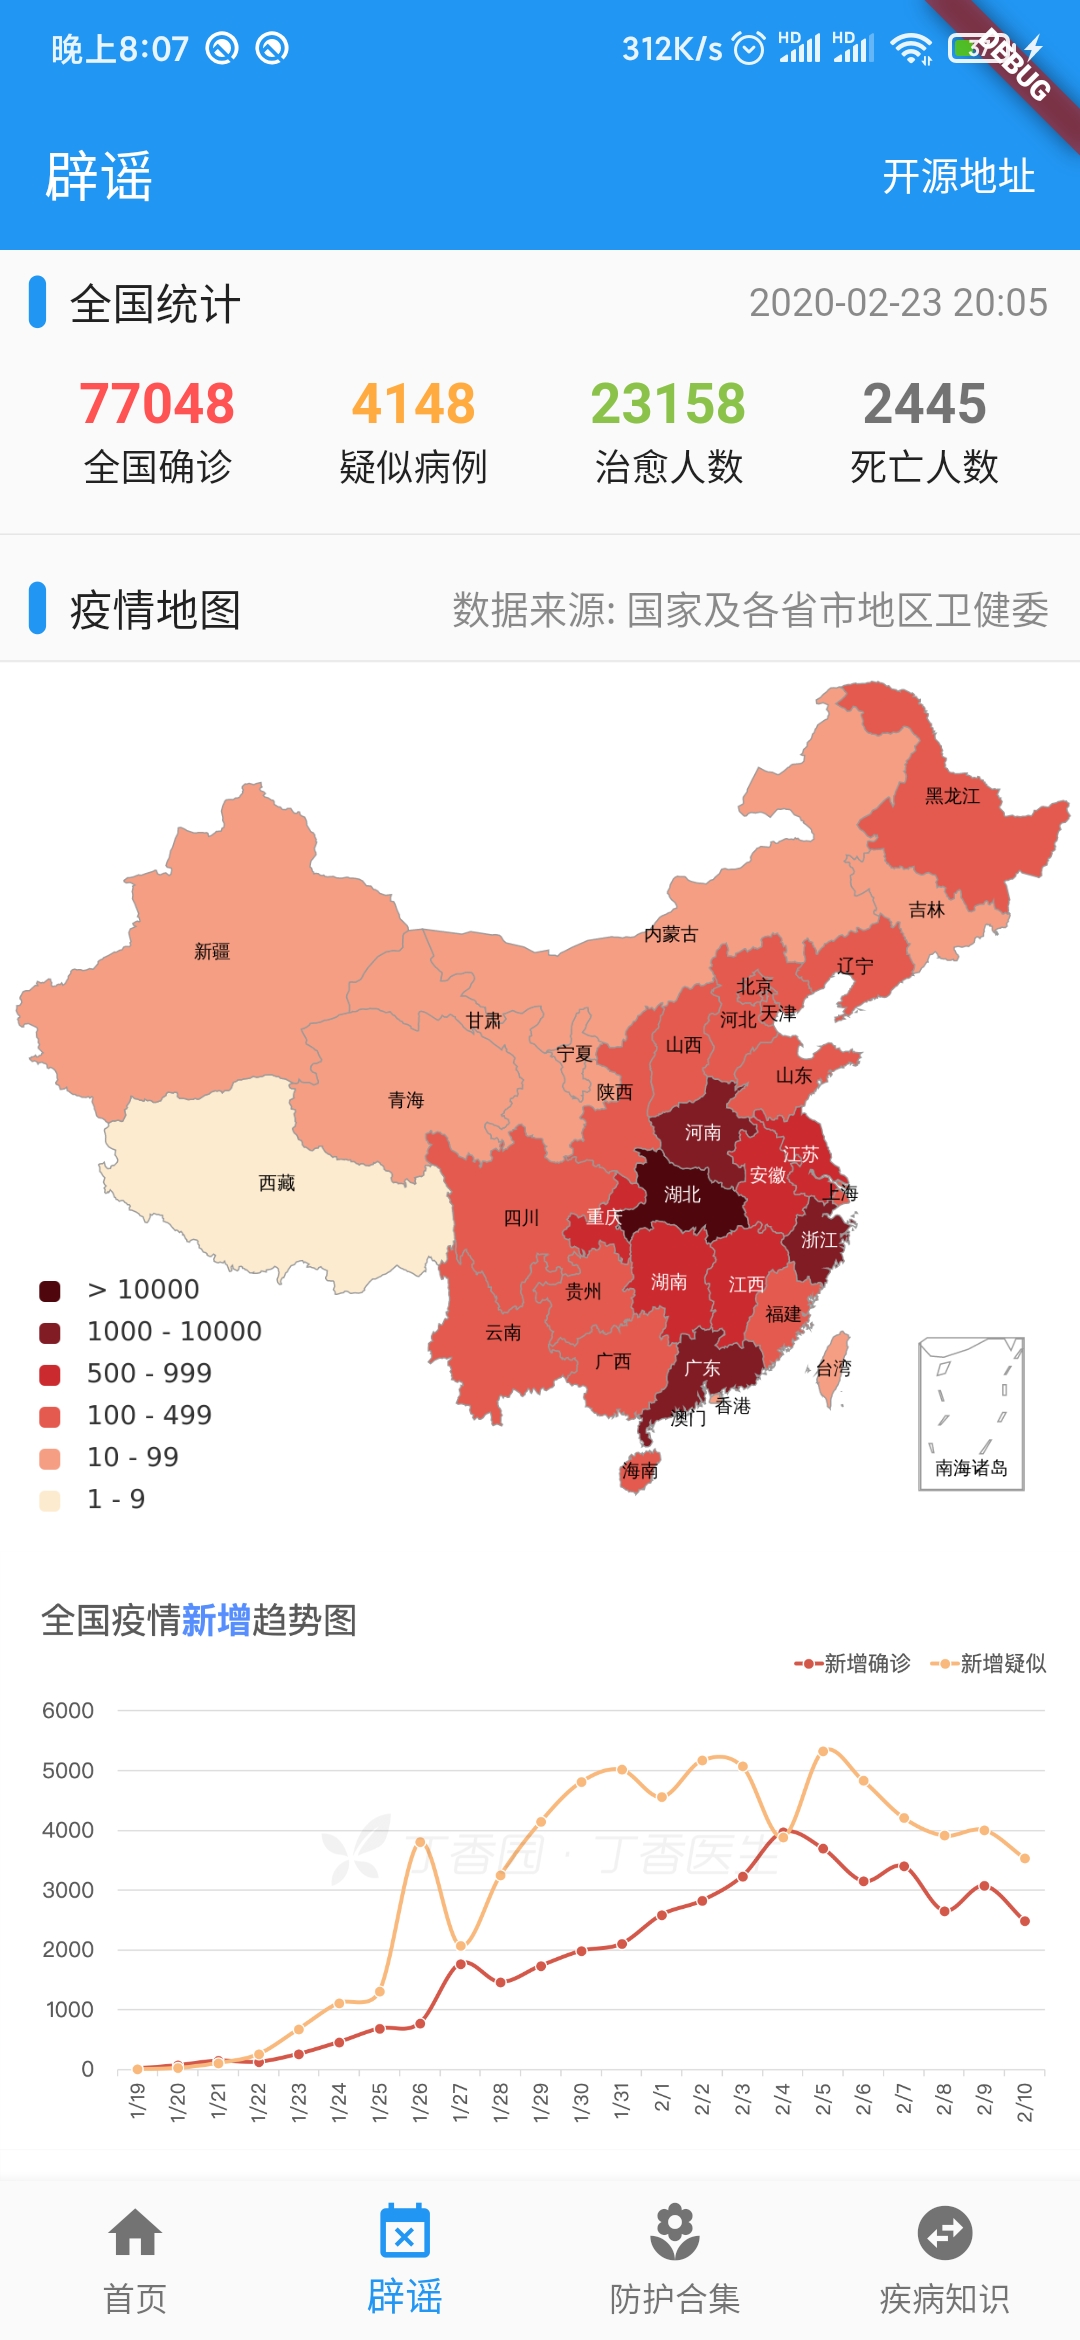 晚上8:07
312K/s HD HD 37
DEBUG
辟谣
开源地址
全国统计
2020-02-23 20:05
77048 4148 23158 2445
全国确诊 疑似病例 治愈人数 死亡人数
疫情地图
数据来源: 国家及各省市地区卫健委
黑龙江
吉林
内蒙古
新疆
辽宁
北京
天津
河北
甘肃
山西
宁夏
山东
陕西
青海
河南
江苏
安徽
西藏
上海
湖北
四川
重庆
浙江
湖南
江西
贵州
福建
云南
广西
广东
台湾
香港
澳门
海南
南海诸岛
> 10000
1000 - 10000
500 - 999
100 - 499
10 - 99
1 - 9
全国疫情新增趋势图
新增确诊 新增疑似
6000
5000
4000
3000
2000
1000
0
丁香园 · 丁香医生
1/19 1/20 1/21 1/22 1/23 1/24 1/25 1/26 1/27 1/28 1/29 1/30 1/31 2/1 2/2 2/3 2/4 2/5 2/6 2/7 2/8 2/9 2/10
首页 辟谣 防护合集 疾病知识